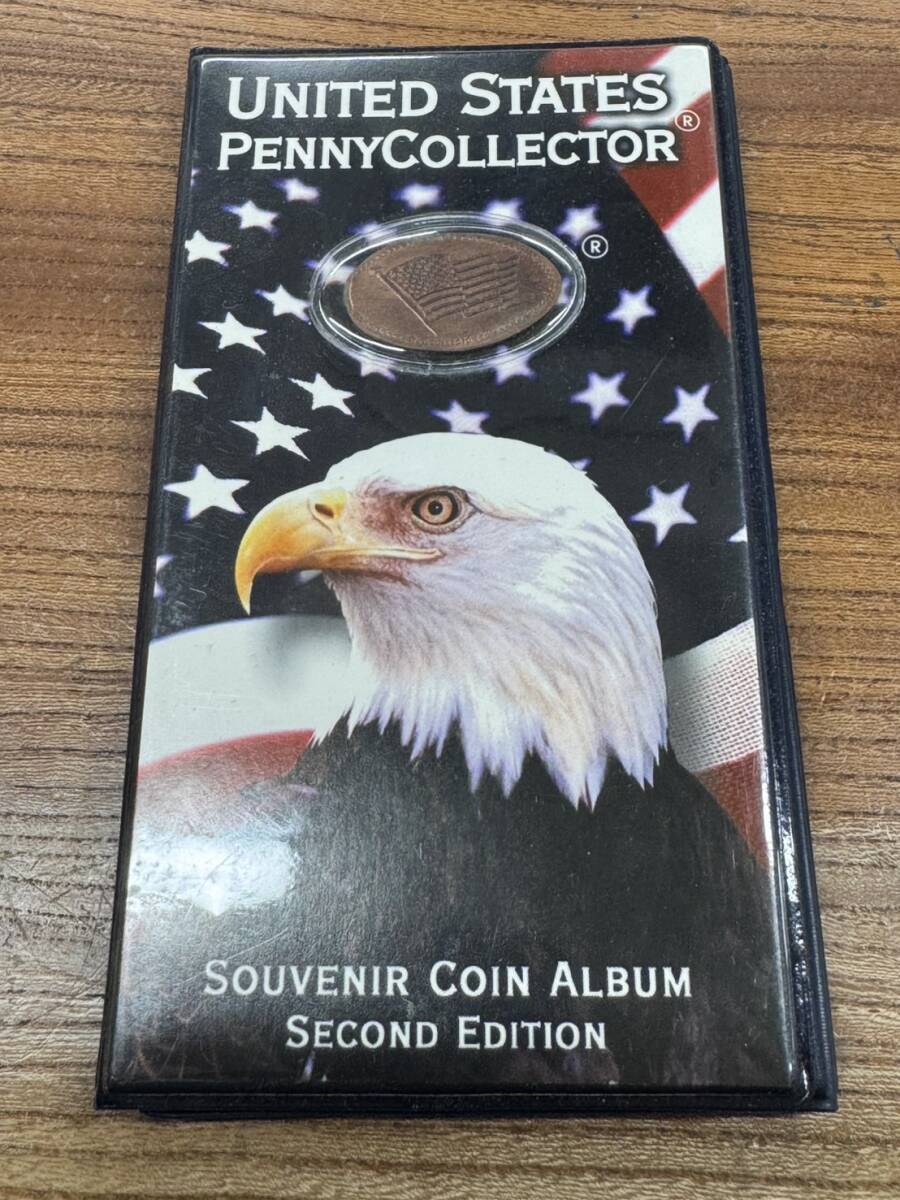 UNITED STATES
PENNYCOLLECTOR®
®
SOUVENIR COIN ALBUM
SECOND EDITION